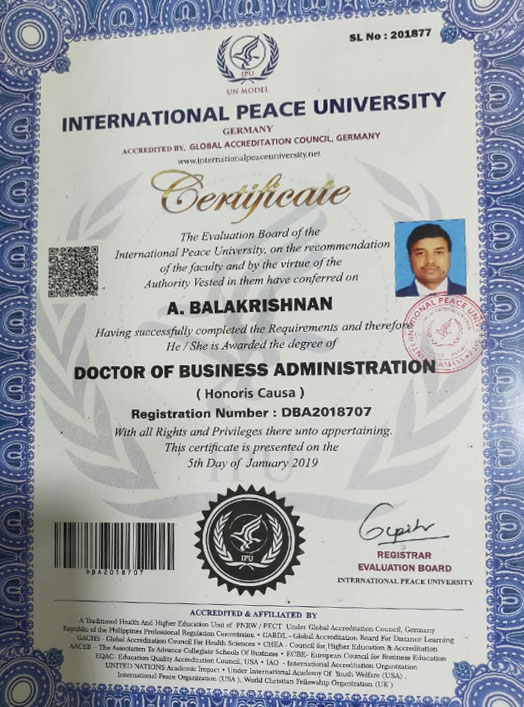 SL No : 201877
IPU
UN MODEL
INTERNATIONAL PEACE UNIVERSITY
GERMANY
ACCREDITED BY, GLOBAL ACCREDITATION COUNCIL, GERMANY
www.internationalpeaceuniversity.net
Certificate
The Evaluation Board of the
International Peace University, on the recommendation
of the faculty and by the virtue of the
Authority Vested in them have conferred on
A. BALAKRISHNAN
Having successfully completed the Requirements and therefore
He / She is Awarded the degree of
DOCTOR OF BUSINESS ADMINISTRATION
( Honoris Causa )
Registration Number : DBA2018707
With all Rights and Privileges there unto appertaining.
This certificate is presented on the
5th Day of January 2019
INTERNATIONAL PEACE UNI
IPU
bpA2018707
IPU
REGISTRAR
EVALUATION BOARD
INTERNATIONAL PEACE UNIVERSITY
ACCREDITED & AFFILIATED BY
A Traditional Health And Higher Education Unit of PNRW / PECT Under Global Accreditation Council, Germany
Republic of the Philippines Professional Regulation Commission • GARDL - Global Accreditation Board For Distance Learning
GACHS - Global Accreditation Council For Health Sciences • CHEA - Council for Higher Education & Accreditation
AACSB - The Association To Advance Collegiate Schools Of Business • ECBE- European Council for Business Education
EQAC. Education Quality Accreditation Council, USA • IAO - International Accreditation Organization
UNITED NATIONS Academic Impact • Under International Academy Of Youth Welfare (USA) .
International Peace Organization (USA ), World Christian Fellowship Organization (UK )